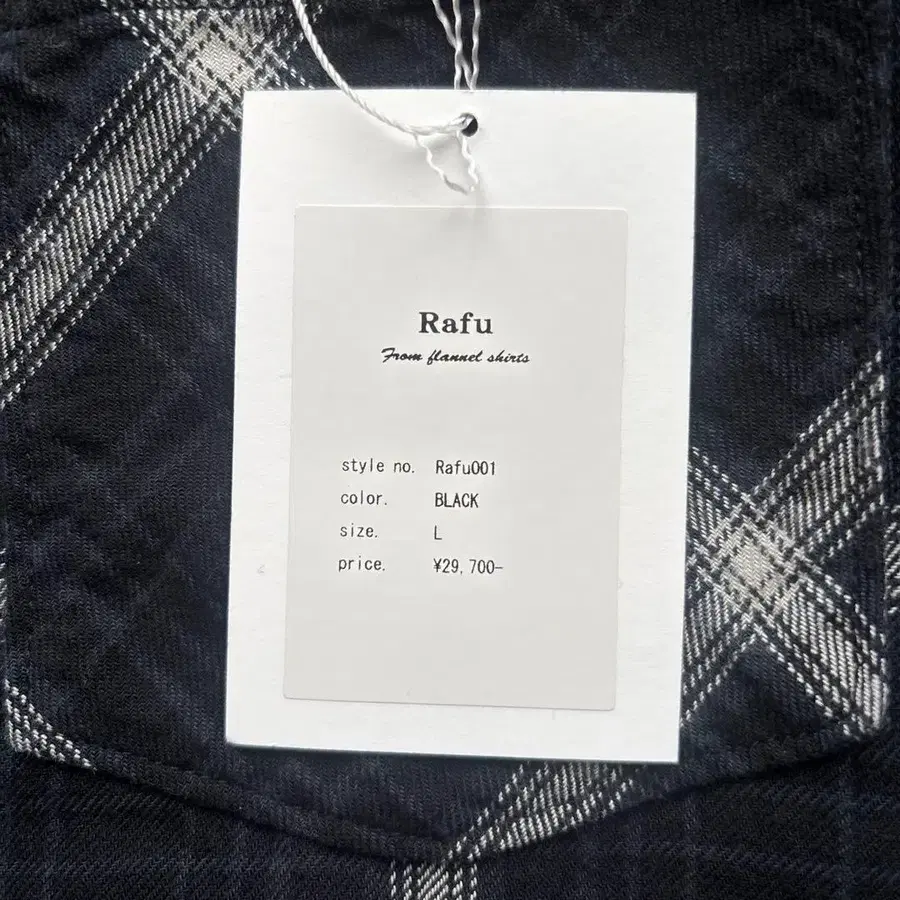 Rafu
From flannel shirts
style no. Rafu001
color. BLACK
size. L
price. ¥29,700-